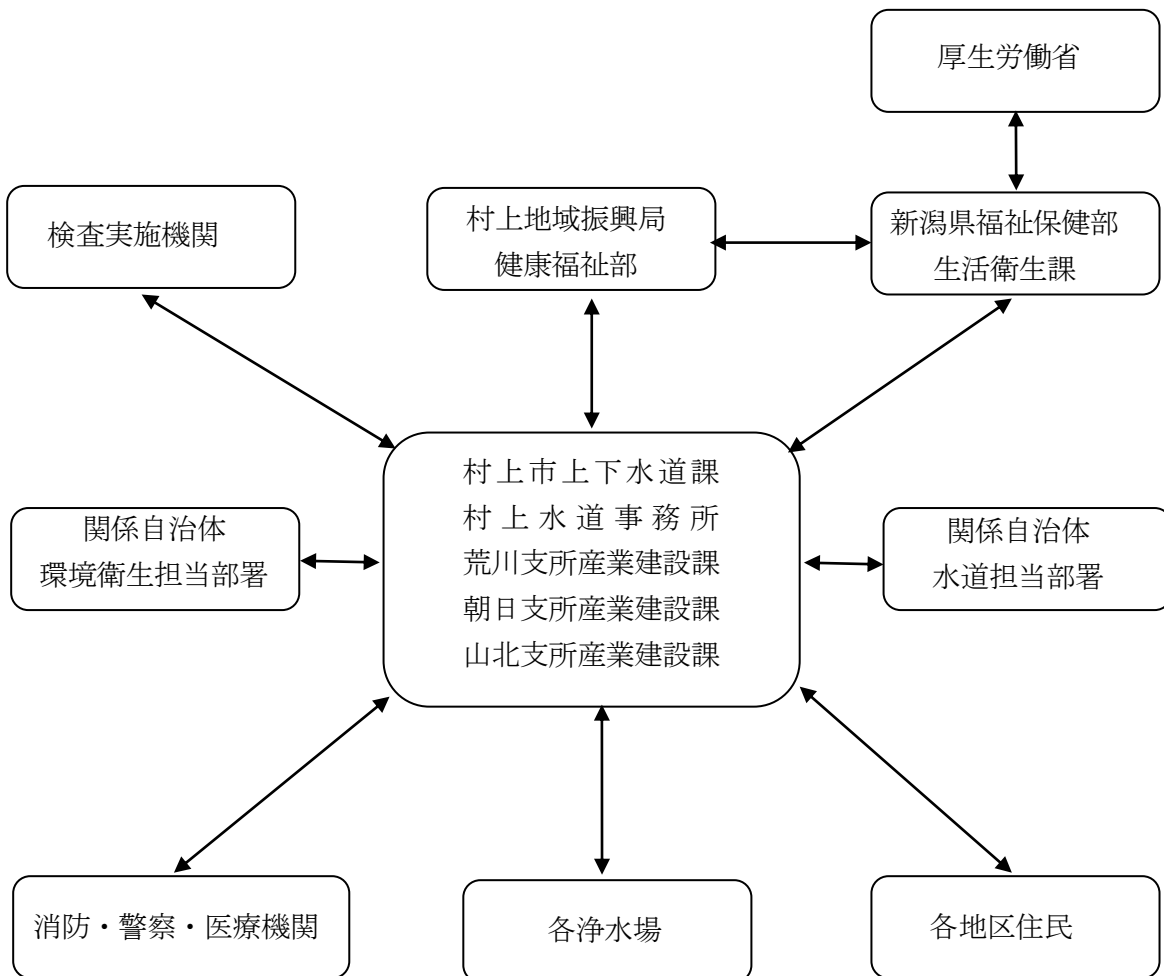 厚生労働省
検査実施機関
村上地域振興局
健康福祉部
新潟県福祉保健部
生活衛生課
村上市上下水道課
村上水道事務所
荒川支所産業建設課
朝日支所産業建設課
山北支所産業建設課
関係自治体
環境衛生担当部署
関係自治体
水道担当部署
消防・警察・医療機関
各浄水場
各地区住民